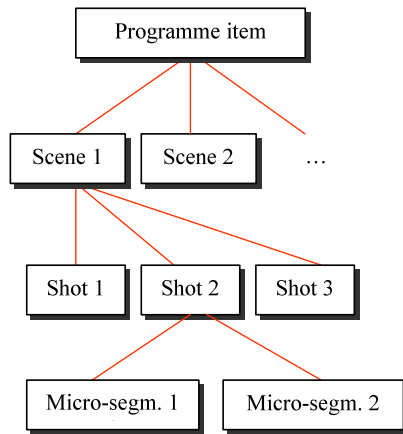 Programme item
Scene 1
Scene 2
…
Shot 1
Shot 2
Shot 3
Micro-segm. 1
Micro-segm. 2